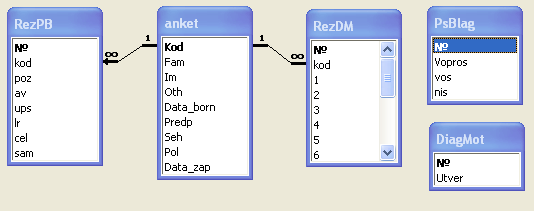 RezPB
№
kod
poz
av
ups
lr
cel
sam
anket
Kod
Fam
Im
Oth
Data_born
Predp
Seh
Pol
Data_zap
RezDM
№
kod
1
2
3
4
5
6
PsBlag
№
Vopros
vos
nis
DiagMot
№
Utver
∞
1
1
∞